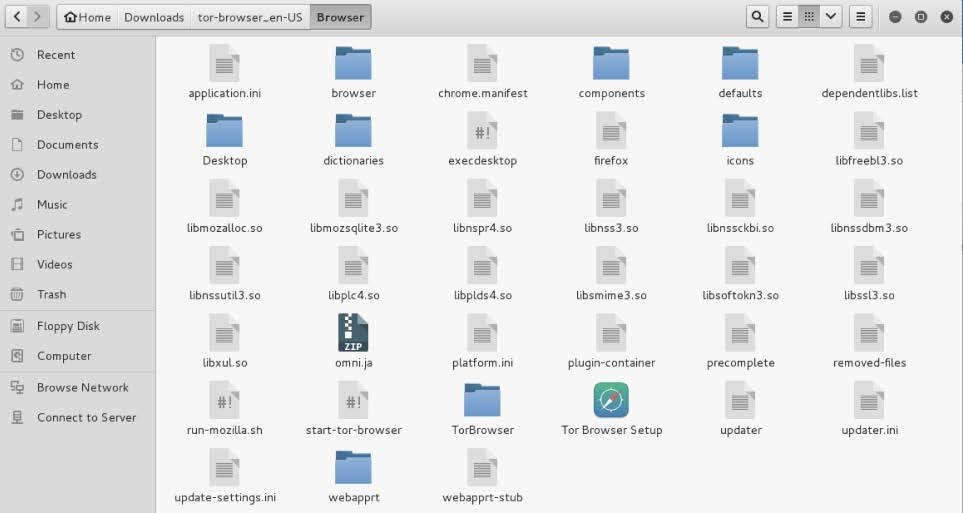 Home Downloads tor-browser_en-US Browser
Recent
Home
Desktop
Documents
Downloads
Music
Pictures
Videos
Trash
Floppy Disk
Computer
Browse Network
Connect to Server
application.ini browser chrome.manifest components defaults dependentlibs.list
Desktop dictionaries #! execdesktop firefox icons libfreebl3.so
libmozalloc.so libmozsqlite3.so libnspr4.so libnss3.so libnssckbi.so libnssdbm3.so
libnssutil3.so libplc4.so libplds4.so libsmime3.so libsoftokn3.so libssl3.so
ZIP
libxul.so omni.ja platform.ini plugin-container precomplete removed-files
#! #!
run-mozilla.sh start-tor-browser TorBrowser Tor Browser Setup updater updater.ini
update-settings.ini webapprt webapprt-stub